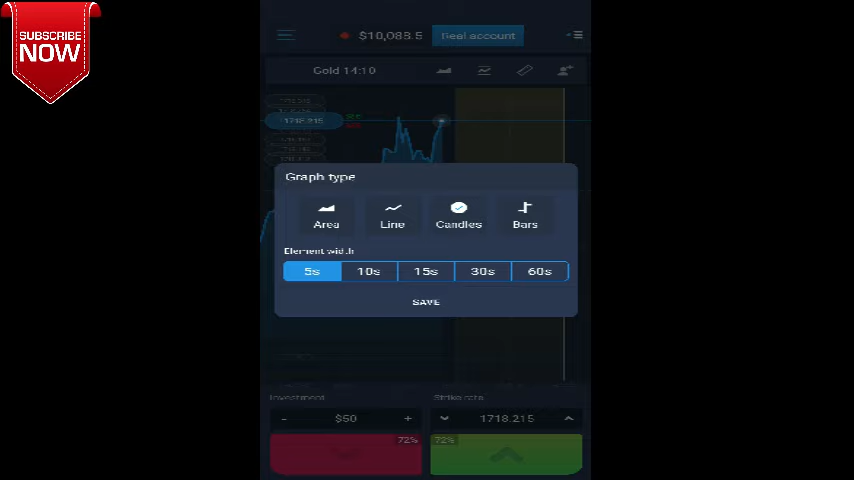 SUBSCRIBE
NOW
$10,088.5
Real account
Gold 14:10
1718.215
Graph type
Area
Line
Candles
Bars
Element width
5s
10s
15s
30s
60s
SAVE
Investment
Strike rate
-
$50
+
1718.215
72%
72%